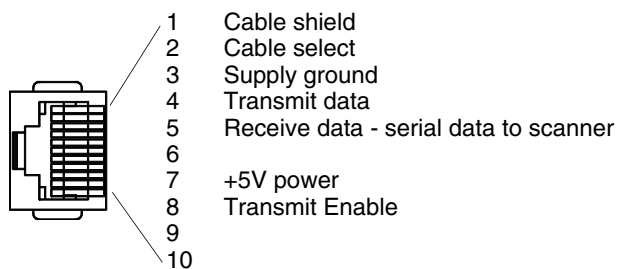 1 Cable shield
2 Cable select
3 Supply ground
4 Transmit data
5 Receive data - serial data to scanner
6
7 +5V power
8 Transmit Enable
9
10